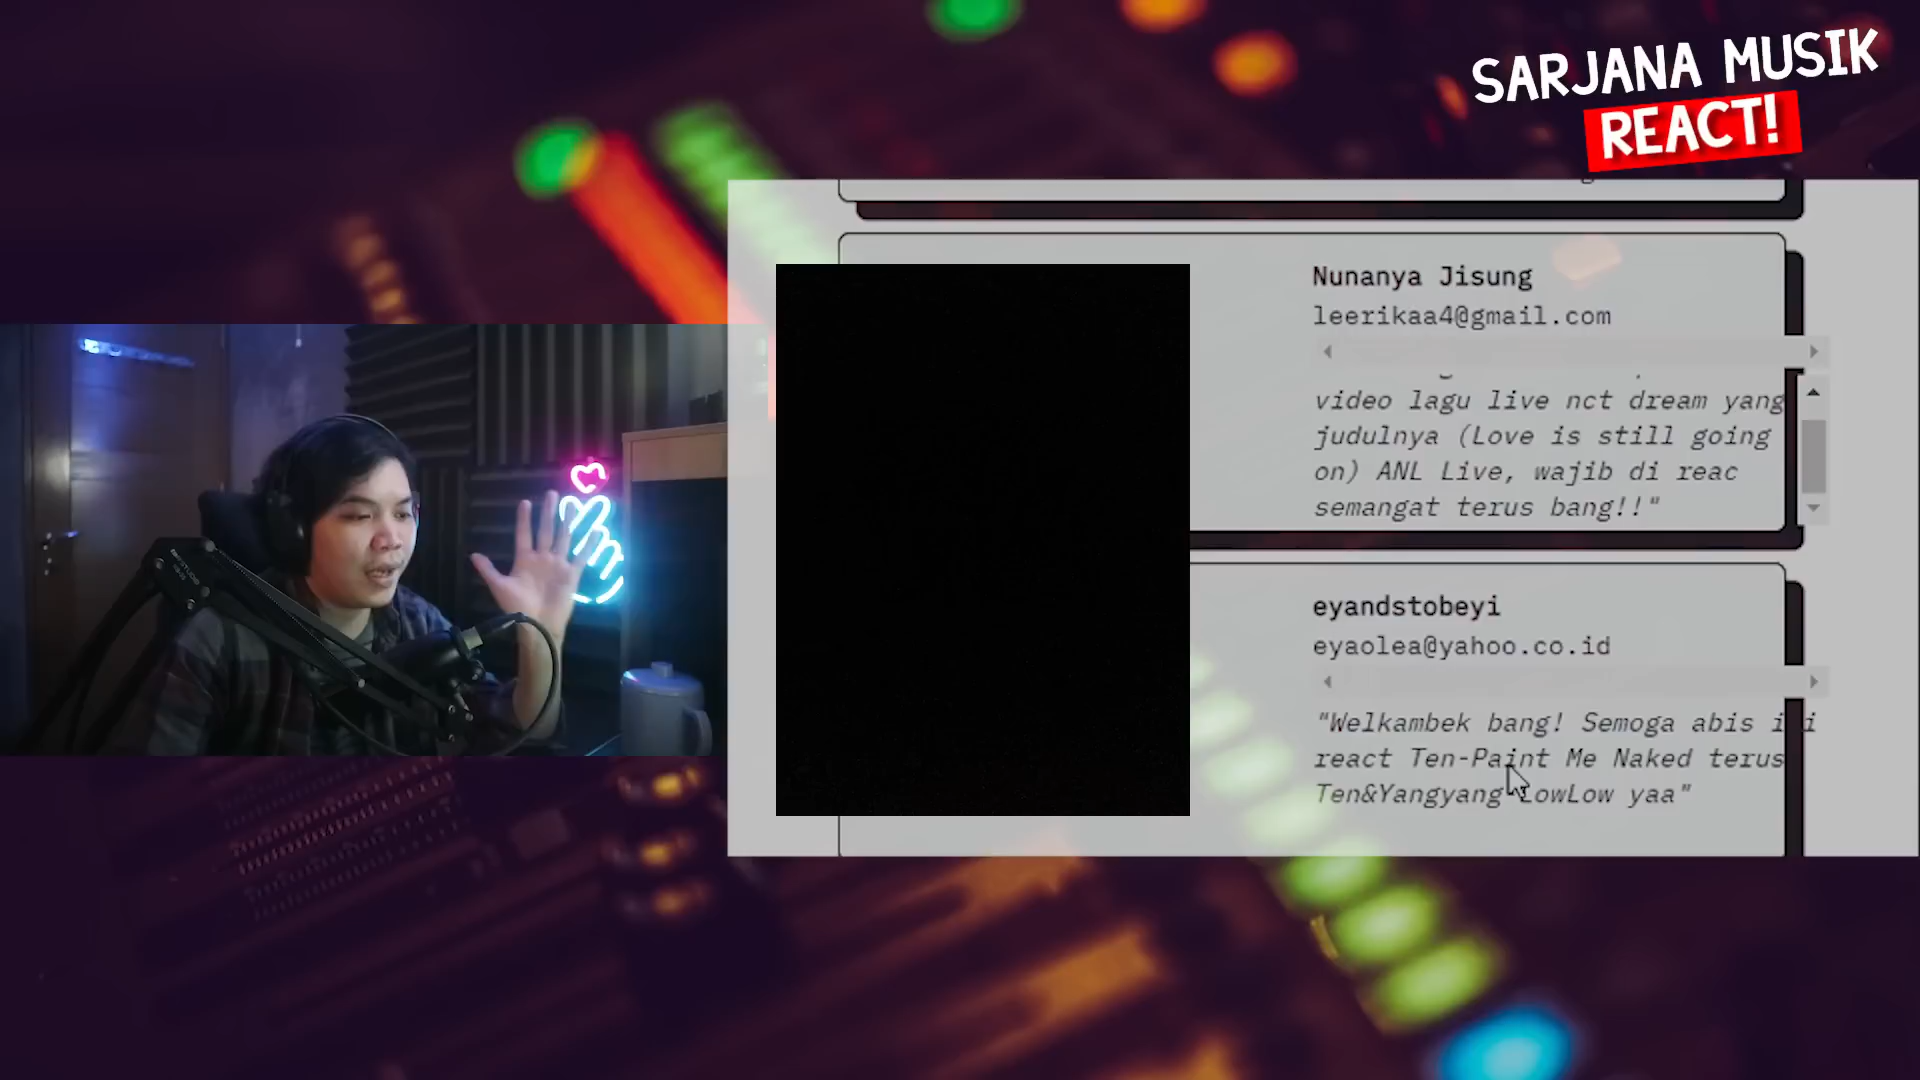 SARJANA MUSIK
REACT!
Nunanya Jisung
leerikaa4@gmail.com
video lagu live nct dream yang
judulnya (Love is still going
on) ANL Live, wajib di reac
semangat terus bang!!"
eyandstobeyi
eyaolea@yahoo.co.id
"Welkambek bang! Semoga abis
react Ten-Paint Me Naked terus
Ten&Yangyang LowLow yaa"